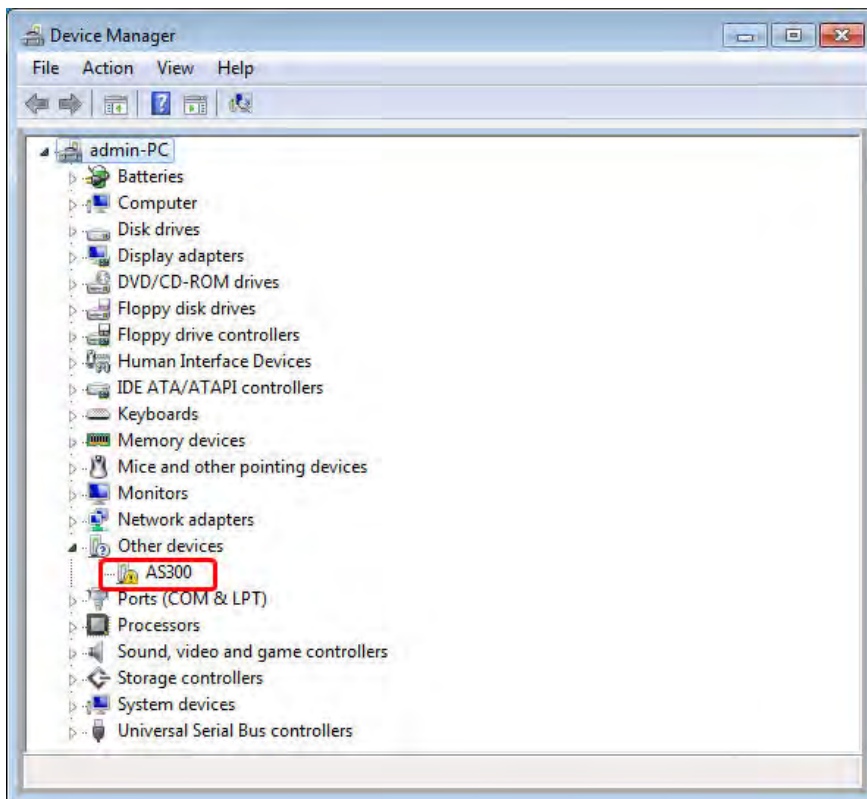 Device Manager
File Action View Help
admin-PC
Batteries
Computer
Disk drives
Display adapters
DVD/CD-ROM drives
Floppy disk drives
Floppy drive controllers
Human Interface Devices
IDE ATA/ATAPI controllers
Keyboards
Memory devices
Mice and other pointing devices
Monitors
Network adapters
Other devices
AS300
Ports (COM & LPT)
Processors
Sound, video and game controllers
Storage controllers
System devices
Universal Serial Bus controllers